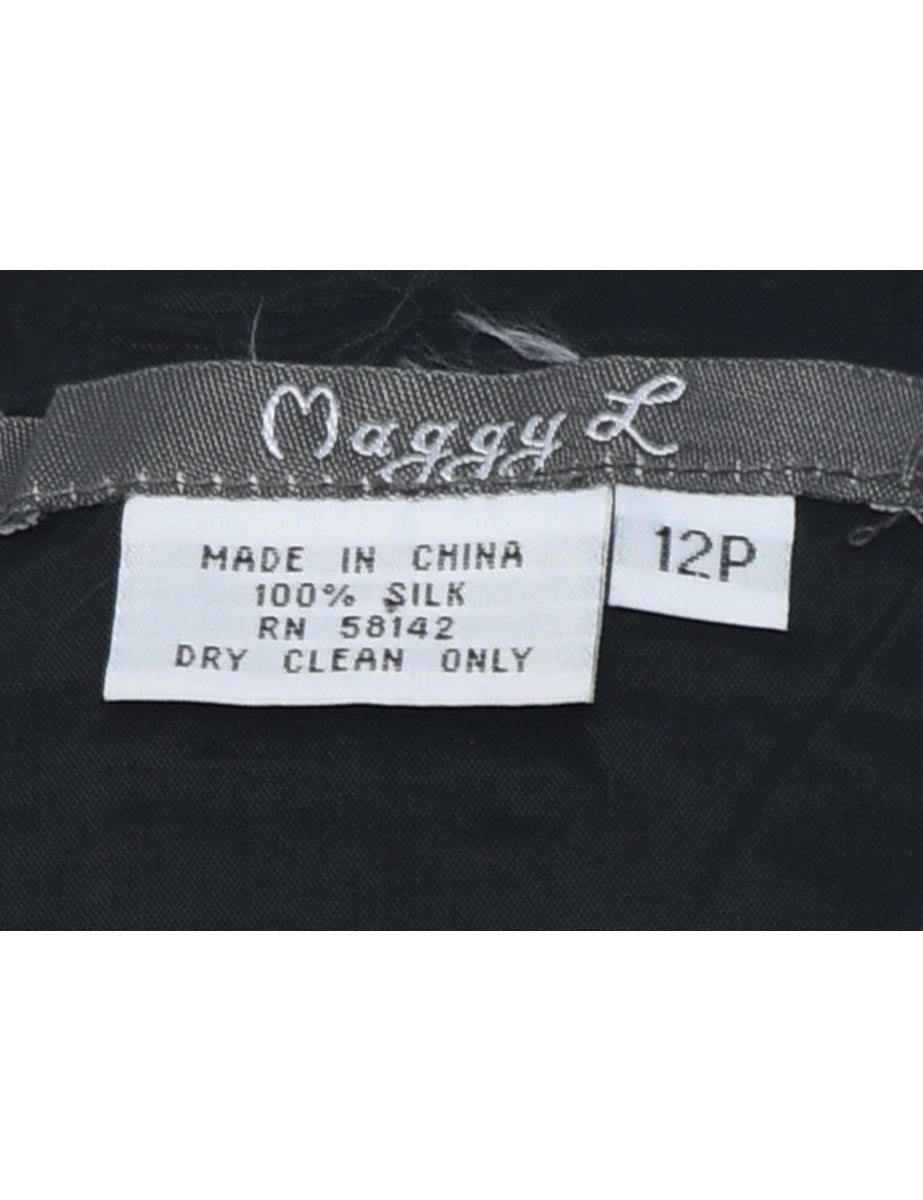 Maggy L
MADE IN CHINA
100% SILK
RN 58142
DRY CLEAN ONLY
12P